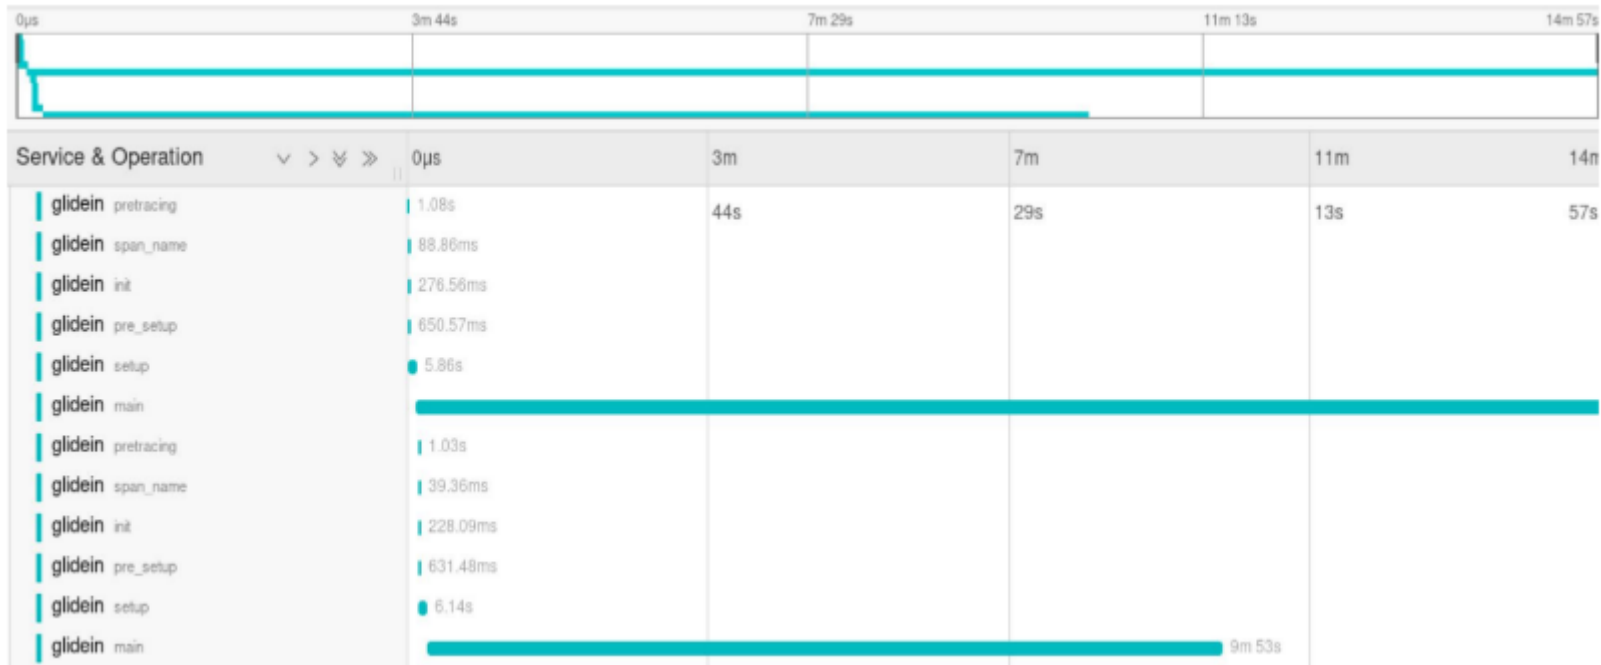 0μs 3m 44s 7m 29s 11m 13s 14m 57s
Service & Operation 0μs 3m 7m 11m 14m
44s 29s 13s 57s
glidein pretracing 1.08s
glidein span_name 88.86ms
glidein init 276.56ms
glidein pre_setup 650.57ms
glidein setup 5.86s
glidein main
glidein pretracing 1.03s
glidein span_name 39.36ms
glidein init 228.09ms
glidein pre_setup 631.48ms
glidein setup 6.14s
glidein main 9m 53s